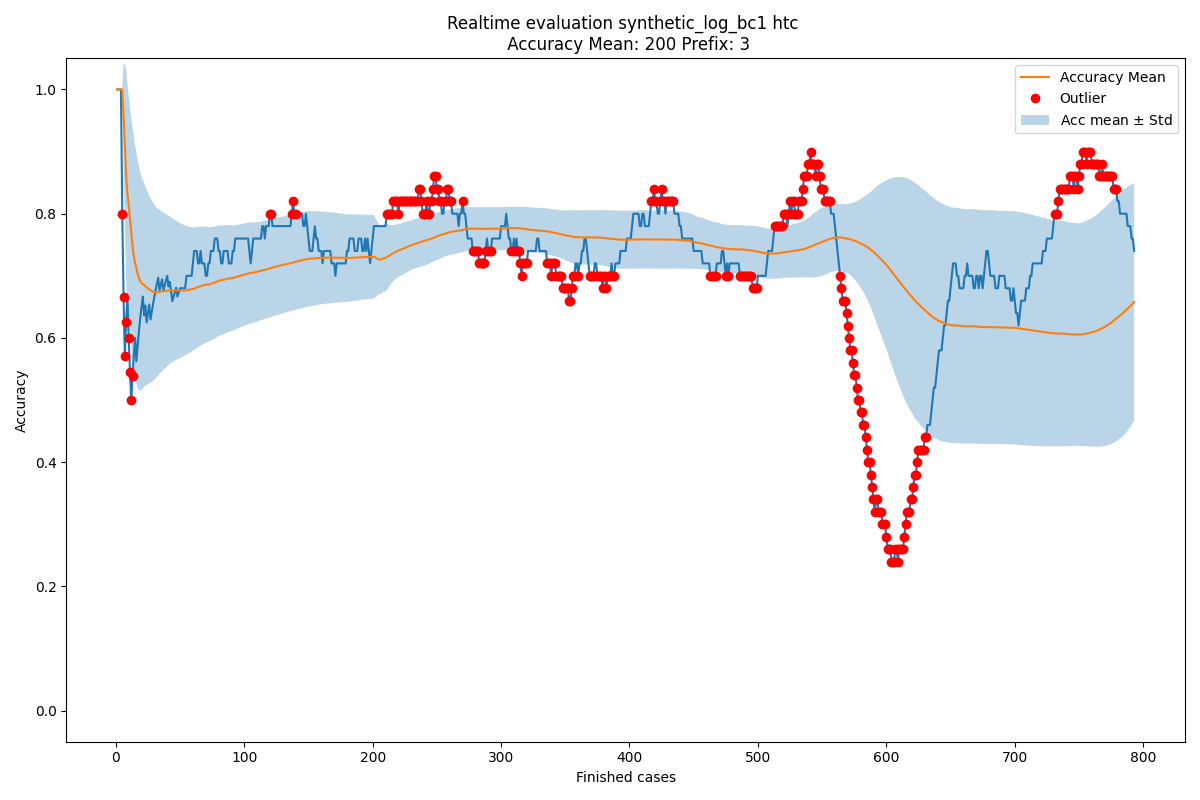 Realtime evaluation synthetic_log_bc1 htc
Accuracy Mean: 200 Prefix: 3
Accuracy Mean
Outlier
Acc mean ± Std
Accuracy
1.0
0.8
0.6
0.4
0.2
0.0
0 100 200 300 400 500 600 700 800
Finished cases